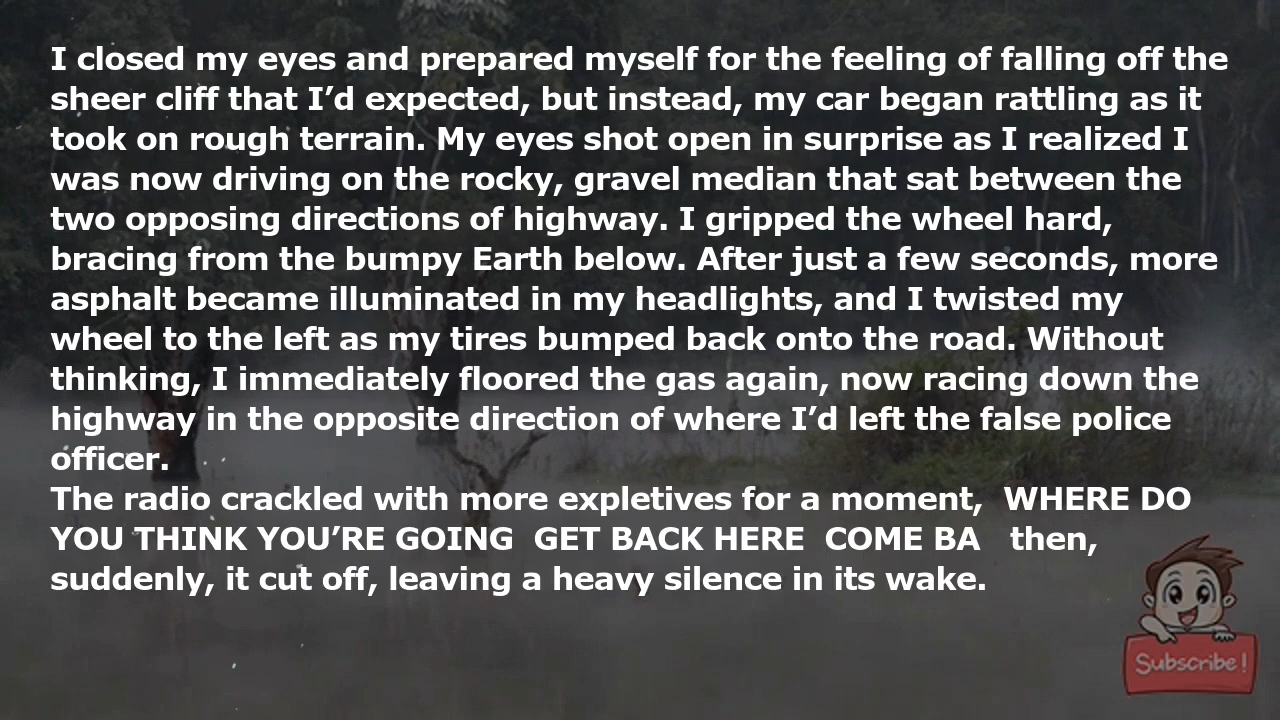 I closed my eyes and prepared myself for the feeling of falling off the
sheer cliff that I’d expected, but instead, my car began rattling as it
took on rough terrain. My eyes shot open in surprise as I realized I
was now driving on the rocky, gravel median that sat between the
two opposing directions of highway. I gripped the wheel hard,
bracing from the bumpy Earth below. After just a few seconds, more
asphalt became illuminated in my headlights, and I twisted my
wheel to the left as my tires bumped back onto the road. Without
thinking, I immediately floored the gas again, now racing down the
highway in the opposite direction of where I’d left the false police
officer.
The radio crackled with more expletives for a moment,  WHERE DO
YOU THINK YOU’RE GOING  GET BACK HERE  COME BA   then,
suddenly, it cut off, leaving a heavy silence in its wake.
Subscribe!